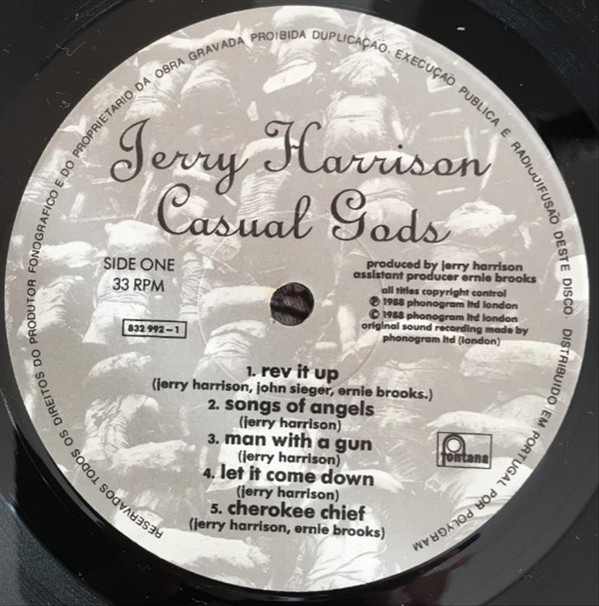 RESERVADOS TODOS OS DIREITOS DO PRODUTOR FONOGRAFICO E DO PROPRIETARIO DA OBRA GRAVADA PROIBIDA DUPLICAÇAO, EXECUÇAO PUBLICA E RADIODIFUSAO DESTE DISCO. DISTRIBUIDO EM PORTUGAL POR POLYGRAM
Jerry Harrison
Casual Gods
SIDE ONE
33 RPM
832 992-1
produced by jerry harrison
assistant producer ernie brooks
all titles copyright control
℗ 1988 phonogram ltd london
© 1988 phonogram ltd london
original sound recording made by
phonogram ltd (london)
1. rev it up
(jerry harrison, john sieger, ernie brooks.)
2. songs of angels
(jerry harrison)
3. man with a gun
(jerry harrison)
4. let it come down
(jerry harrison)
5. cherokee chief
(jerry harrison, ernie brooks)
fontana